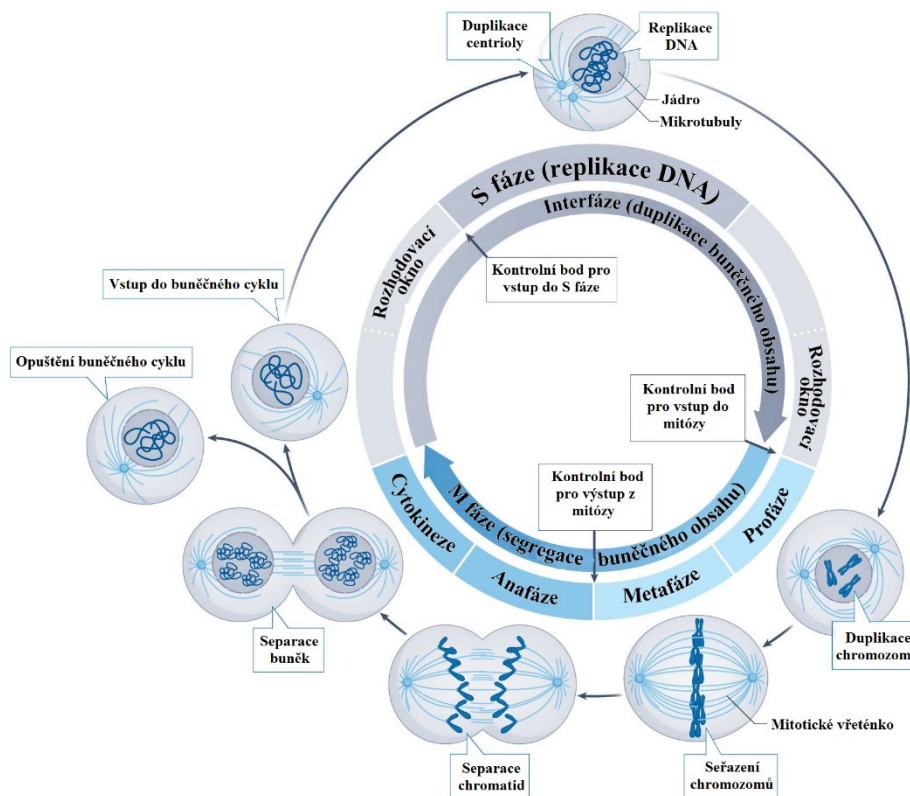 Duplikace
centrioly
Replikace
DNA
Jádro
Mikrotubuly
S fáze (replikace DNA)
Interfáze (duplikace buněčného obsahu)
Rozhodovací
okno
Kontrolní bod pro
vstup do S fáze
Vstup do buněčného cyklu
Opuštění buněčného cyklu
Kontrolní bod
pro vstup do
mitózy
Rozhodovací
okno
Kontrolní bod
pro výstup z
mitózy
M fáze (segregace buněčného obsahu)
Cytokineze
Anafáze
Metafáze
Profáze
Separace
buněk
Duplikace
chromozom
Mitotické vřeténko
Separace
chromatid
Seřazení
chromozomů